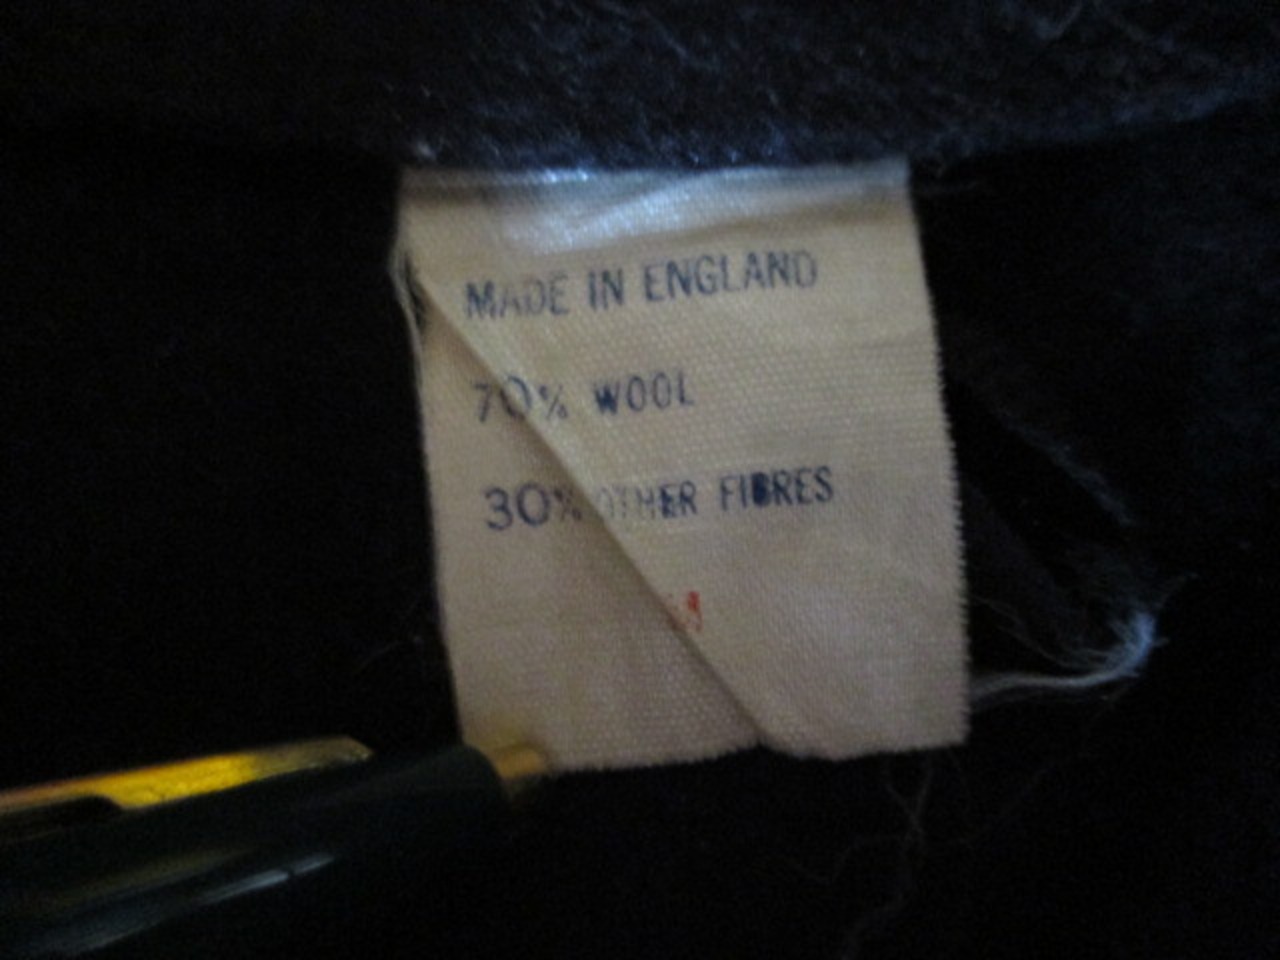 MADE IN ENGLAND
70% WOOL
30% OTHER FIBRES